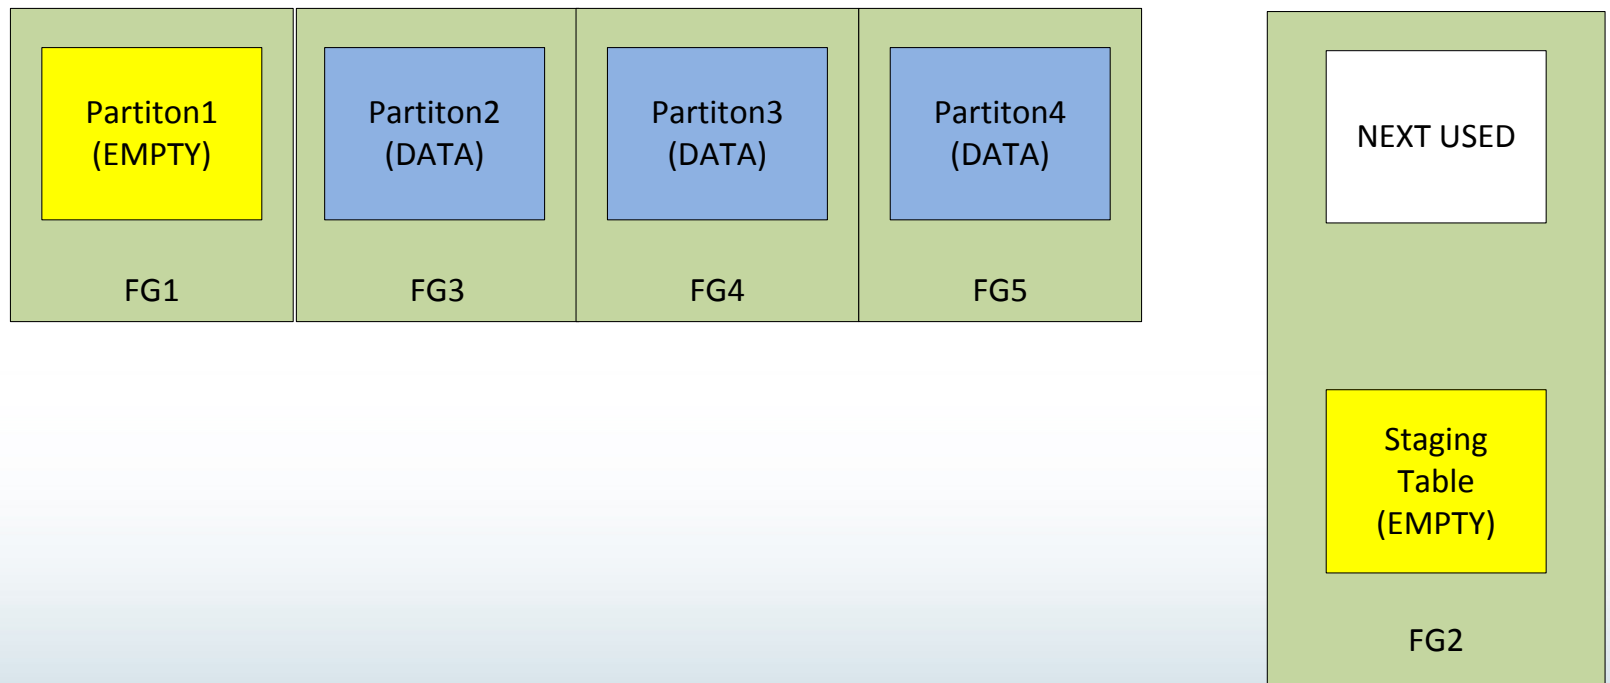 Partiton1
(EMPTY)
FG1
Partiton2
(DATA)
FG3
Partiton3
(DATA)
FG4
Partiton4
(DATA)
FG5
NEXT USED
Staging
Table
(EMPTY)
FG2